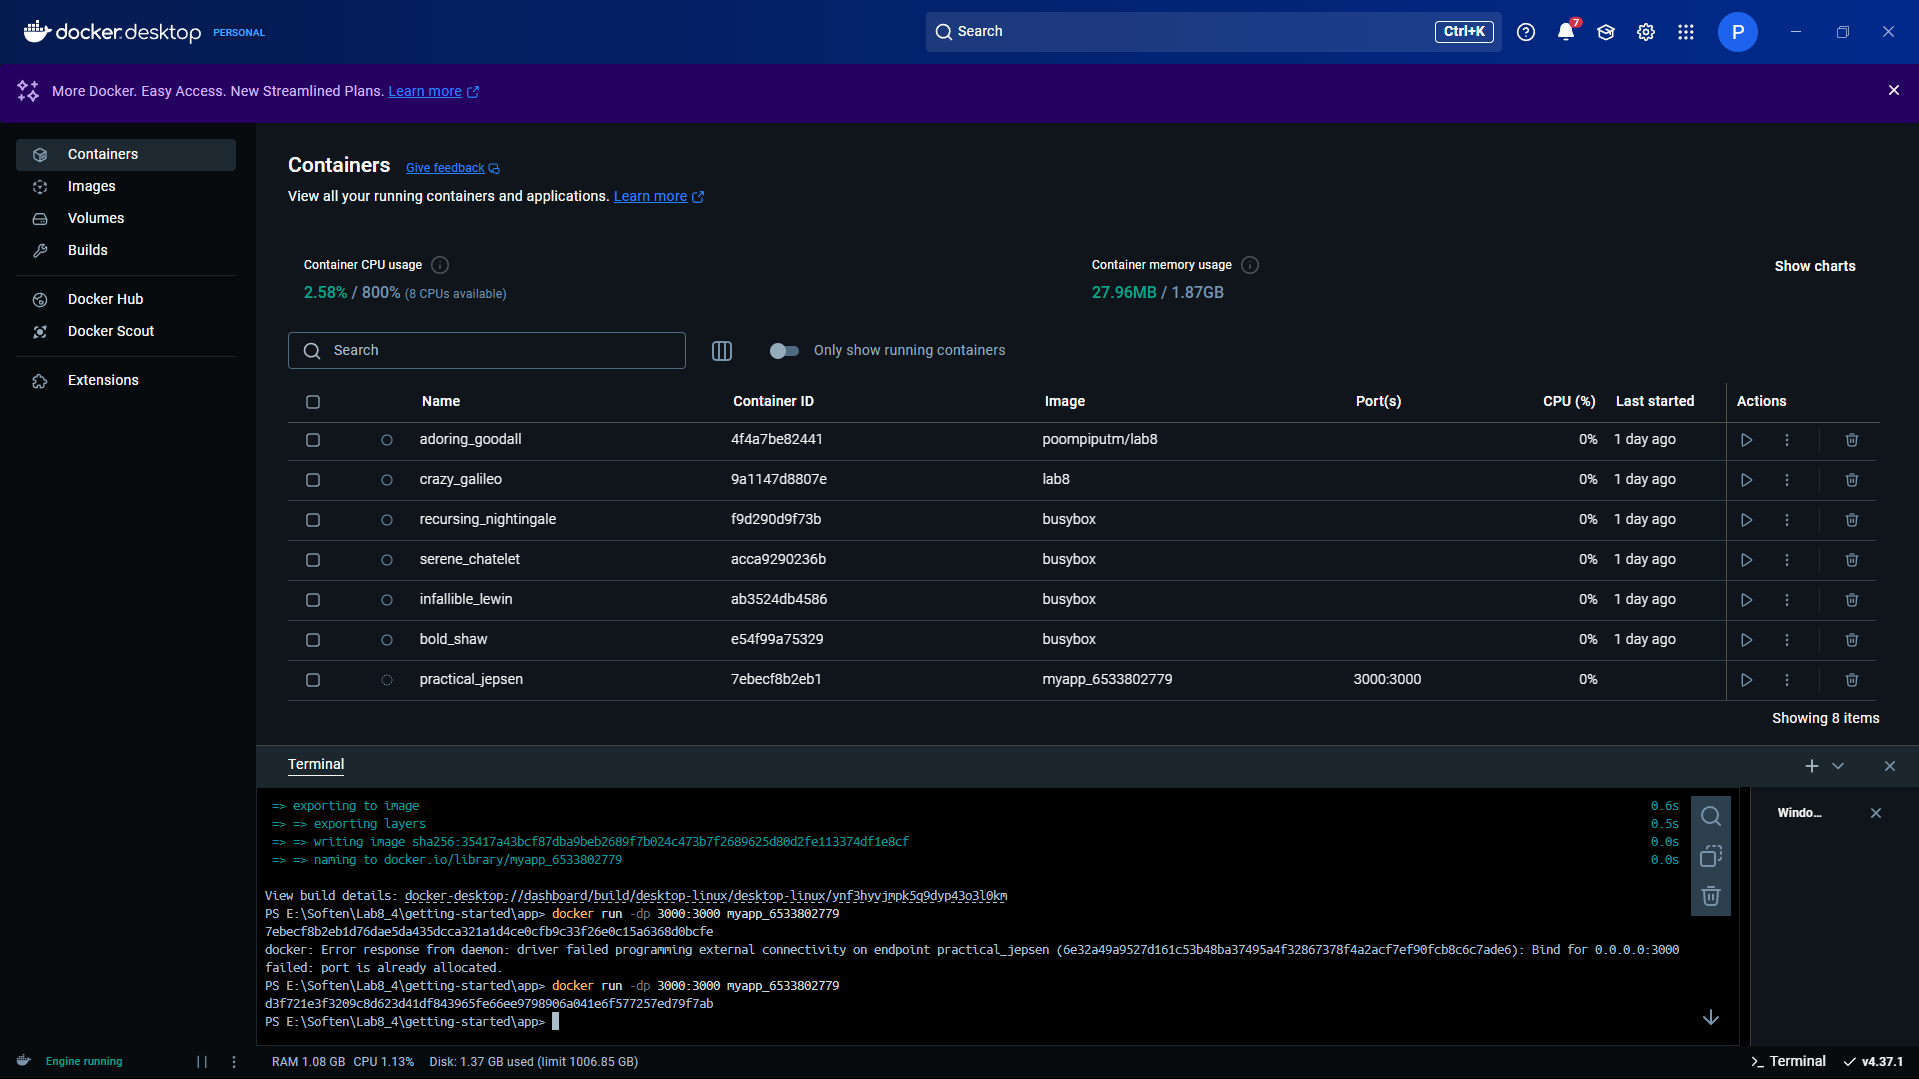 docker.desktop PERSONAL
Search Ctrl+K
7
P
More Docker. Easy Access. New Streamlined Plans. Learn more
Containers
Images
Volumes
Builds
Docker Hub
Docker Scout
Extensions
Containers Give feedback
View all your running containers and applications. Learn more
Container CPU usage
2.58% / 800% (8 CPUs available)
Container memory usage
27.96MB / 1.87GB
Show charts
Search
Only show running containers
Name Container ID Image Port(s) CPU (%) Last started Actions
adoring_goodall 4f4a7be82441 poompiputm/lab8 0% 1 day ago
crazy_galileo 9a1147d8807e lab8 0% 1 day ago
recursing_nightingale f9d290d9f73b busybox 0% 1 day ago
serene_chatelet acca9290236b busybox 0% 1 day ago
infallible_lewin ab3524db4586 busybox 0% 1 day ago
bold_shaw e54f99a75329 busybox 0% 1 day ago
practical_jepsen 7ebecf8b2eb1 myapp_6533802779 3000:3000 0%
Showing 8 items
Terminal
=> exporting to image 0.6s
=> => exporting layers 0.5s
=> => writing image sha256:35417a43bcf87dba9beb2689f7b024c473b7f2689625d80d2fe113374df1e8cf 0.0s
=> => naming to docker.io/library/myapp_6533802779 0.0s
View build details: docker-desktop://dashboard/build/desktop-linux/desktop-linux/ynf3hyvjmpk5q9dyp43o3l0km
PS E:\Soften\Lab8_4\getting-started\app> docker run -dp 3000:3000 myapp_6533802779
7ebecf8b2eb1d76dae5da435dcca321a1d4ce0cfb9c33f26e0c15a6368d0bcfe
docker: Error response from daemon: driver failed programming external connectivity on endpoint practical_jepsen (6e32a49a9527d161c53b48ba37495a4f32867378f4a2acf7ef90fcb8c6c7ade6): Bind for 0.0.0.0:3000
failed: port is already allocated.
PS E:\Soften\Lab8_4\getting-started\app> docker run -dp 3000:3000 myapp_6533802779
d3f721e3f3209c8d623d41df843965fe66ee9798906a041e6f577257ed79f7ab
PS E:\Soften\Lab8_4\getting-started\app>
Windo...
Engine running
RAM 1.08 GB CPU 1.13% Disk: 1.37 GB used (limit 1006.85 GB)
>_ Terminal v4.37.1